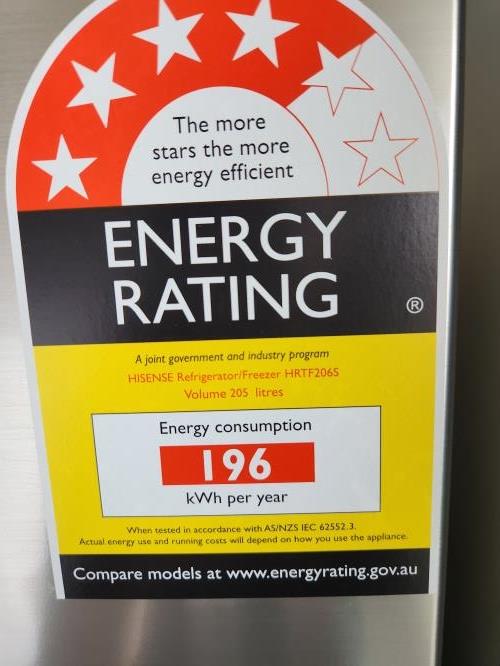 The more
stars the more
energy efficient
ENERGY
RATING ®
A joint government and industry program
HISENSE Refrigerator/Freezer HRTF206S
Volume 205 litres
Energy consumption
196
kWh per year
When tested in accordance with AS/NZS IEC 62552.3.
Actual energy use and running costs will depend on how you use the appliance.
Compare models at www.energyrating.gov.au